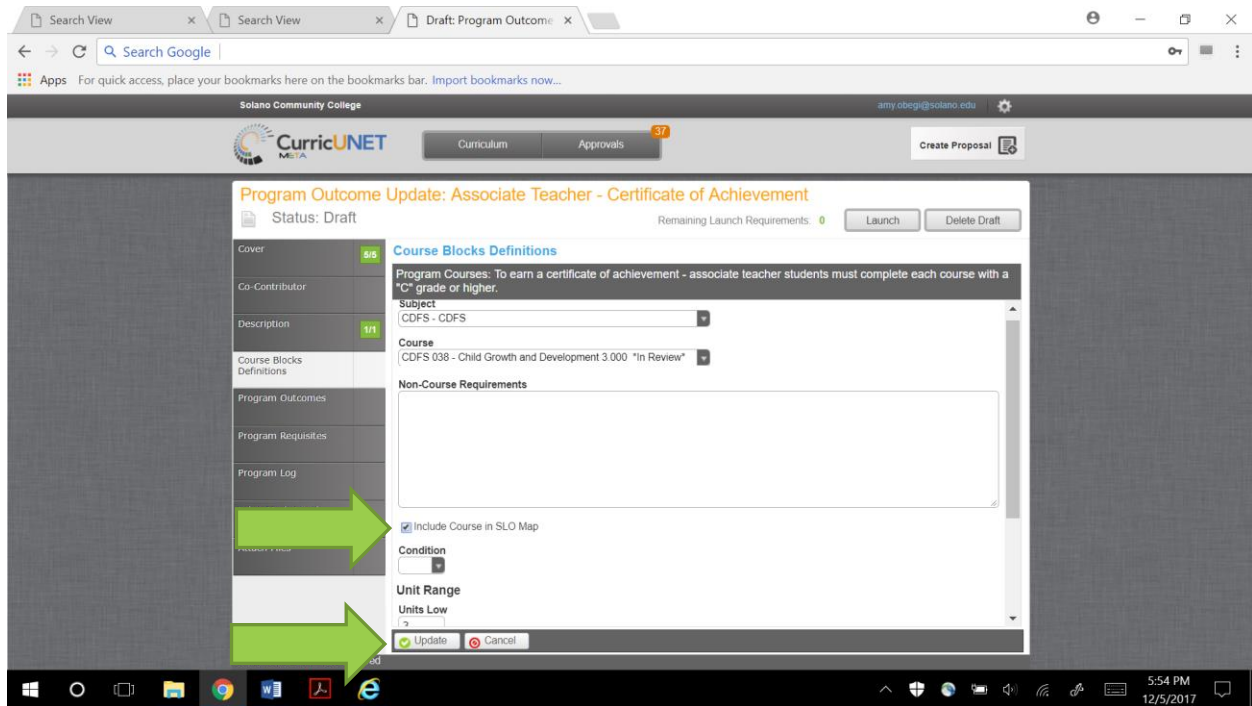 Search View
Search View
Draft: Program Outcome
Search Google
Apps For quick access, place your bookmarks here on the bookmarks bar. Import bookmarks now...
Solano Community College
amy.obegi@solano.edu
CurricUNET
META
Curriculum
Approvals
37
Create Proposal
Program Outcome Update: Associate Teacher - Certificate of Achievement
Status: Draft
Remaining Launch Requirements: 0
Launch
Delete Draft
Cover
5/5
Co-Contributor
Description
1/1
Course Blocks
Definitions
Program Outcomes
Program Requisites
Program Log
Course Blocks Definitions
Program Courses: To earn a certificate of achievement - associate teacher students must complete each course with a
"C" grade or higher.
Subject
CDFS - CDFS
Course
CDFS 038 - Child Growth and Development 3.000 *In Review*
Non-Course Requirements
Include Course in SLO Map
Condition
Unit Range
Units Low
3
Update
Cancel
5:54 PM
12/5/2017